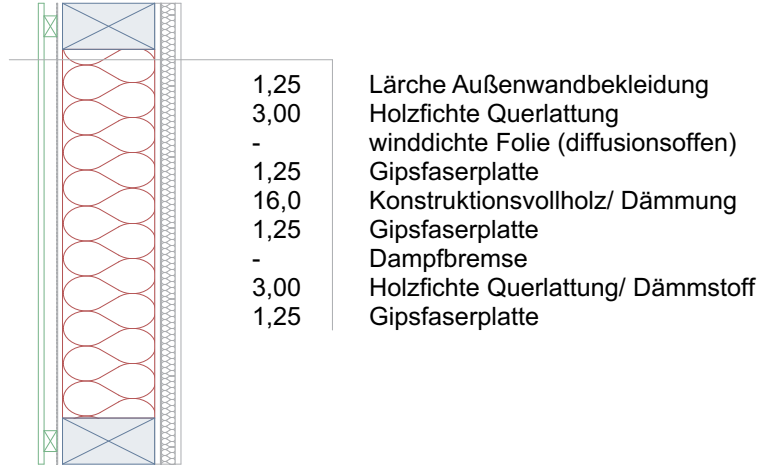 1,25 Lärche Außenwandbekleidung
3,00 Holzfichte Querlattung
- winddichte Folie (diffusionsoffen)
1,25 Gipsfaserplatte
16,0 Konstruktionsvollholz/ Dämmung
1,25 Gipsfaserplatte
- Dampfbremse
3,00 Holzfichte Querlattung/ Dämmstoff
1,25 Gipsfaserplatte